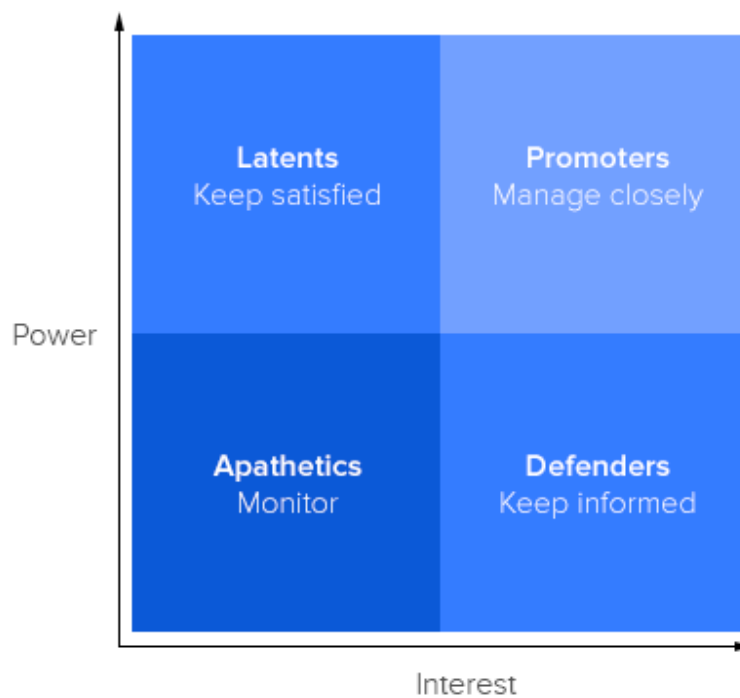 Latents
Keep satisfied
Promoters
Manage closely
Power
Apathetics
Monitor
Defenders
Keep informed
Interest